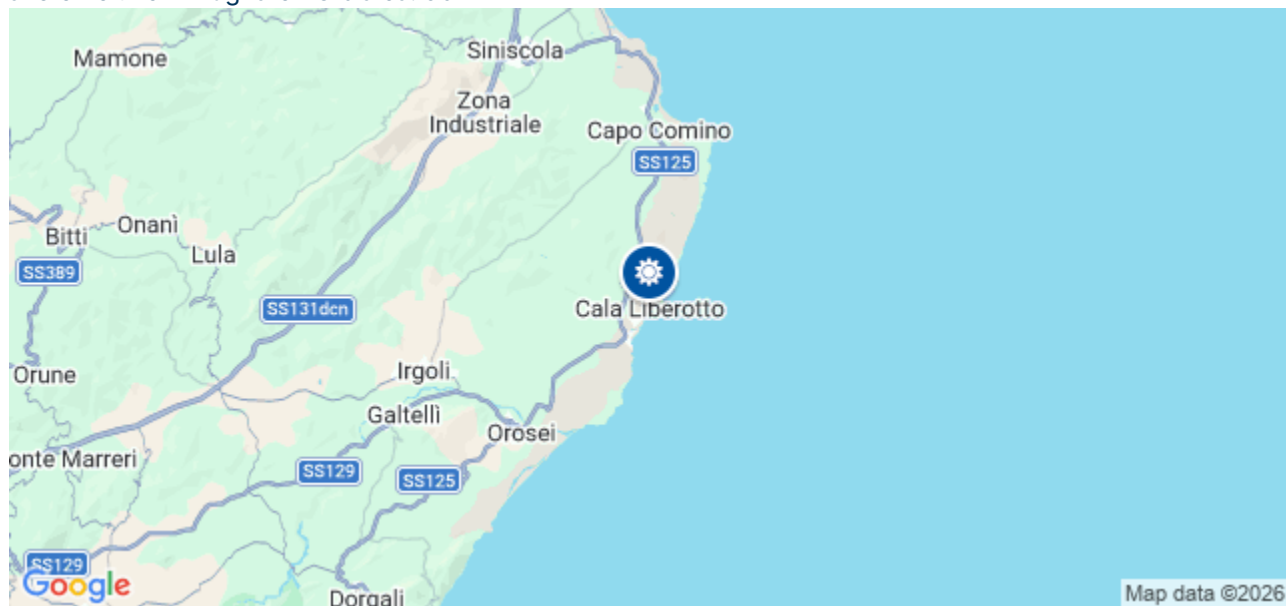 Mamone
Siniscola
Zona
Industriale
Capo Comino
SS125
Onanì
Bitti
Lula
SS389
SS131dcn
Cala Liberotto
Irgoli
Orune
Galtellì
Orosei
onte Marreri
SS129
SS125
SS129
Google
Dorgali
Map data ©2026